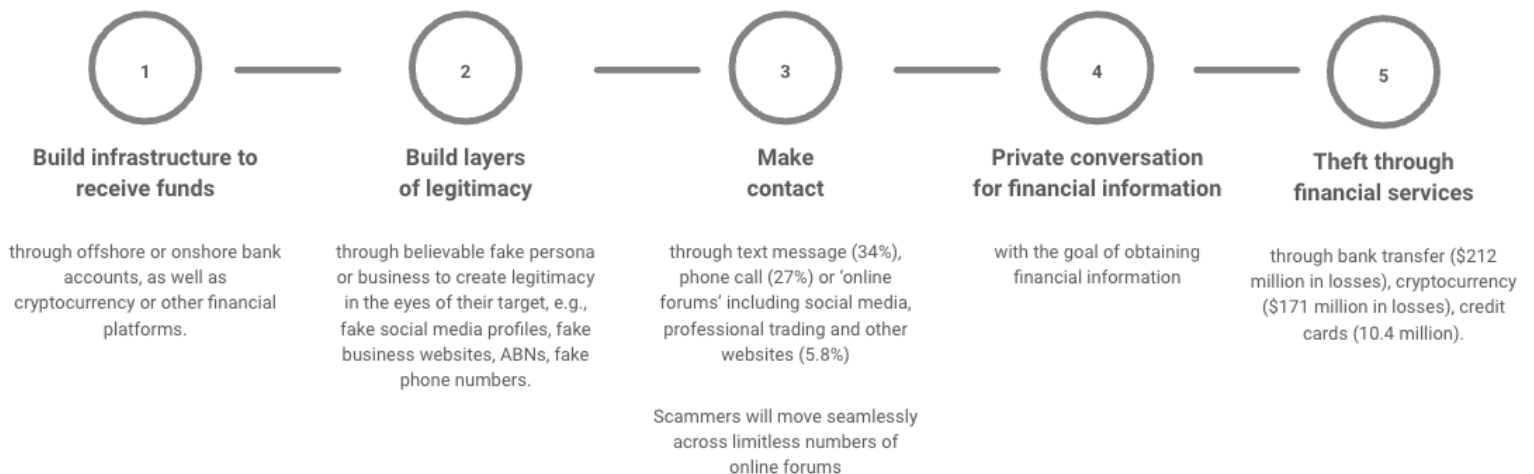 1
Build infrastructure to
receive funds
through offshore or onshore bank
accounts, as well as
cryptocurrency or other financial
platforms.
2
Build layers
of legitimacy
through believable fake persona
or business to create legitimacy
in the eyes of their target, e.g.,
fake social media profiles, fake
business websites, ABNs, fake
phone numbers.
3
Make
contact
through text message (34%),
phone call (27%) or ‘online
forums’ including social media,
professional trading and other
websites (5.8%)
Scammers will move seamlessly
across limitless numbers of
online forums
4
Private conversation
for financial information
with the goal of obtaining
financial information
5
Theft through
financial services
through bank transfer ($212
million in losses), cryptocurrency
($171 million in losses), credit
cards (10.4 million).